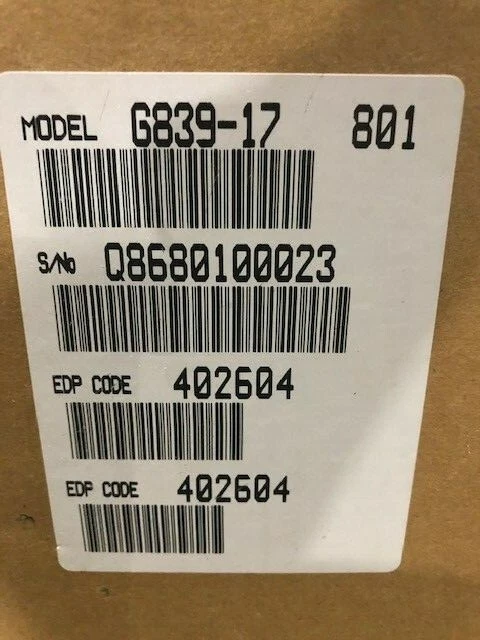 MODEL G839-17 801
S/No Q8680100023
EDP CODE 402604
EDP CODE 402604